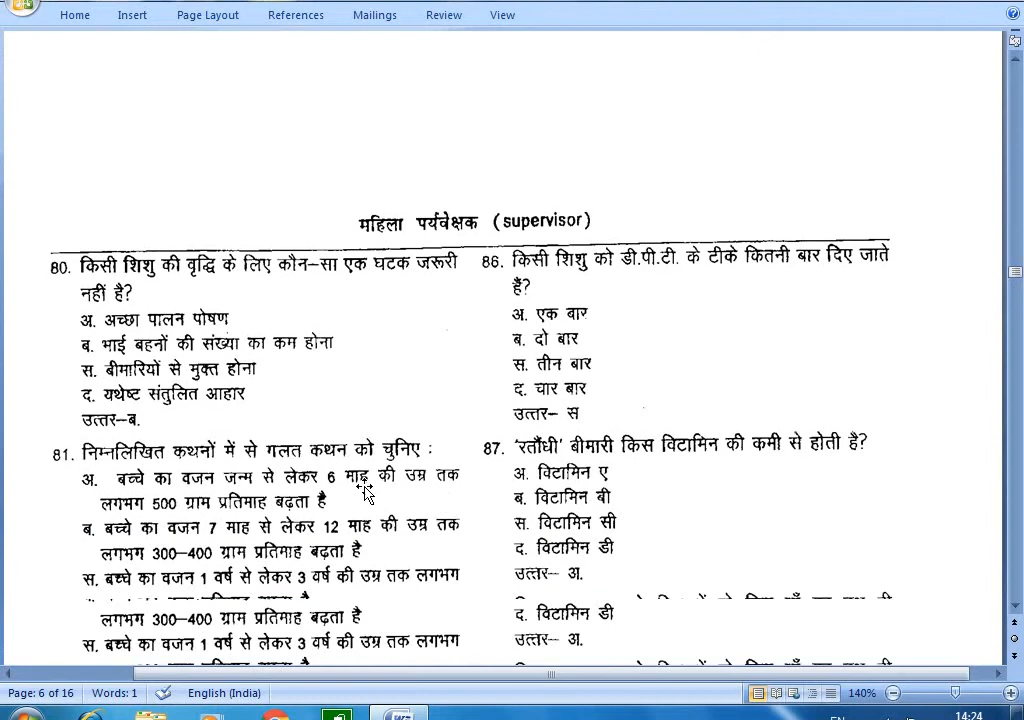 Home Insert Page Layout References Mailings Review View
महिला पर्यवेक्षक (supervisor)
80. किसी शिशु की वृद्धि के लिए कौन-सा एक घटक जरूरी
नहीं है?
अ. अच्छा पालन पोषण
ब. भाई बहनों की संख्या का कम होना
स. बीमारियों से मुक्त होना
द. यथेष्ट संतुलित आहार
उत्तर-ब.
81. निम्नलिखित कथनों में से गलत कथन को चुनिए :
अ. बच्चे का वजन जन्म से लेकर 6 माह की उम्र तक
लगभग 500 ग्राम प्रतिमाह बढ़ता है
ब. बच्चे का वजन 7 माह से लेकर 12 माह की उम्र तक
लगभग 300-400 ग्राम प्रतिमाह बढ़ता है
स. बच्चे का वजन 1 वर्ष से लेकर 3 वर्ष की उम्र तक लगभग
लगभग 300-400 ग्राम प्रतिमाह बढ़ता है
स. बच्चे का वजन 1 वर्ष से लेकर 3 वर्ष की उम्र तक लगभग
86. किसी शिशु को डी.पी.टी. के टीके कितनी बार दिए जाते
हैं?
अ. एक बार
ब. दो बार
स. तीन बार
द. चार बार
उत्तर- स
87. 'रतौंधी' बीमारी किस विटामिन की कमी से होती है?
अ. विटामिन ए
ब. विटामिन बी
स. विटामिन सी
द. विटामिन डी
उत्तर- अ.
द. विटामिन डी
उत्तर- अ.
Page: 6 of 16 Words: 1 English (India) 140%
14:24